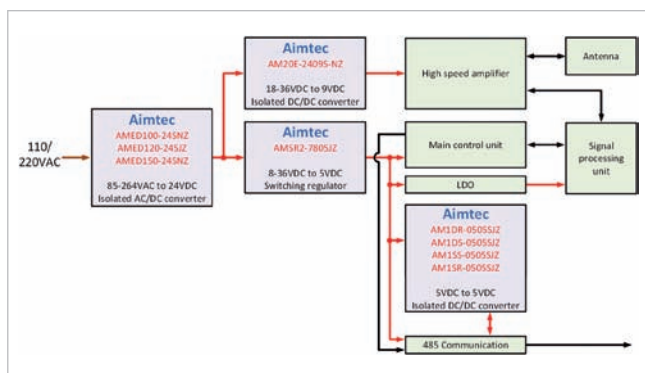 Aimtec
AM20E-2409S-NZ
18-36VDC to 9VDC
Isolated DC/DC converter
High speed amplifier
Antenna
110/
220VAC
Aimtec
AMED100-24SNZ
AMED120-24SJZ
AMED150-24SNZ
85-264VAC to 24VDC
Isolated AC/DC converter
Aimtec
AMSR2-7805JZ
8-36VDC to 5VDC
Switching regulator
Main control unit
LDO
Signal
processing
unit
Aimtec
AM1DR-0505SJZ
AM1DS-0505SJZ
AM1SS-0505SJZ
AM1SR-0505SJZ
5VDC to 5VDC
Isolated DC/DC converter
485 Communication